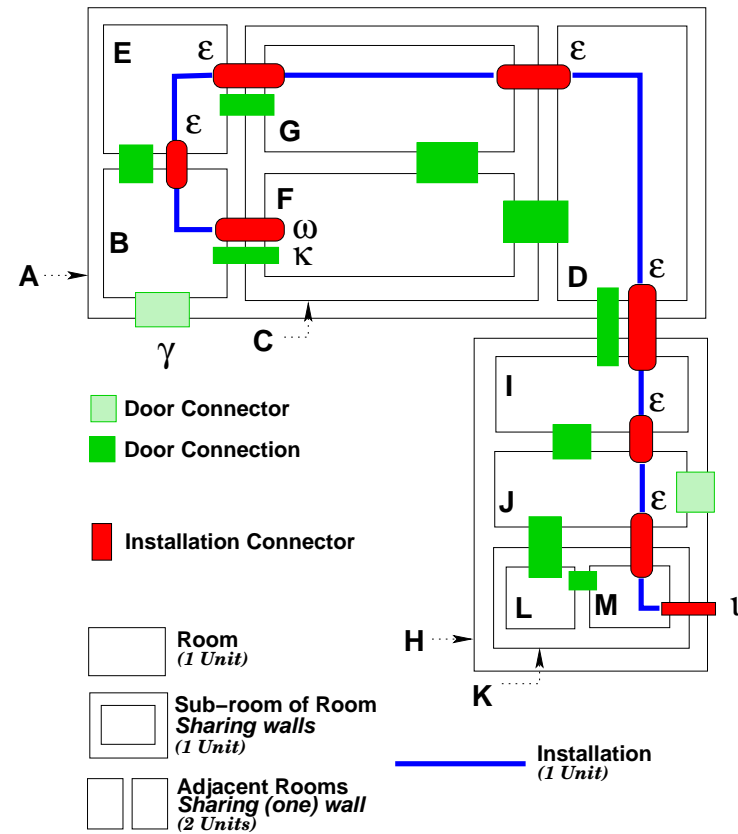 E ε ε
G
ε
B F ω
κ
A D ε
C
γ
I ε
Door Connector
Door Connection
J ε
Installation Connector
L M ι
H
K
Room
(1 Unit)
Sub-room of Room
Sharing walls
(1 Unit)
Installation
(1 Unit)
Adjacent Rooms
Sharing (one) wall
(2 Units)